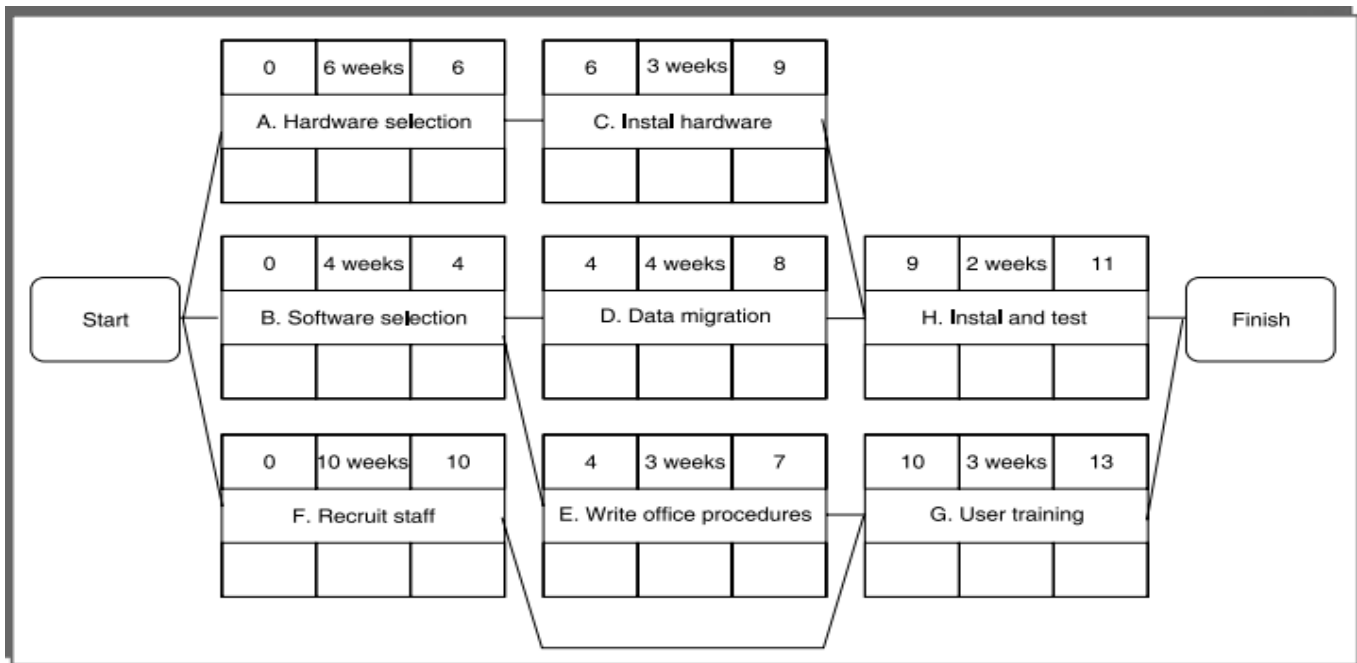 0 6 weeks 6
A. Hardware selection
6 3 weeks 9
C. Instal hardware
Start
0 4 weeks 4
B. Software selection
4 4 weeks 8
D. Data migration
9 2 weeks 11
H. Instal and test
Finish
0 10 weeks 10
F. Recruit staff
4 3 weeks 7
E. Write office procedures
10 3 weeks 13
G. User training